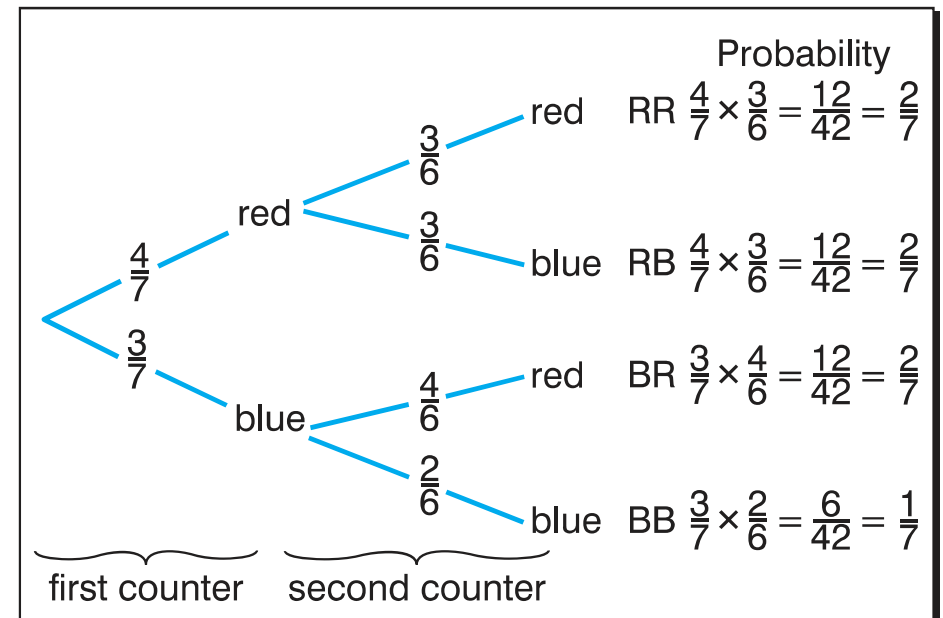 Probability
red RR 4/7 × 3/6 = 12/42 = 2/7
3/6
red
3/6
4/7
blue RB 4/7 × 3/6 = 12/42 = 2/7
3/7
red BR 3/7 × 4/6 = 12/42 = 2/7
4/6
blue
2/6
blue BB 3/7 × 2/6 = 6/42 = 1/7
first counter second counter